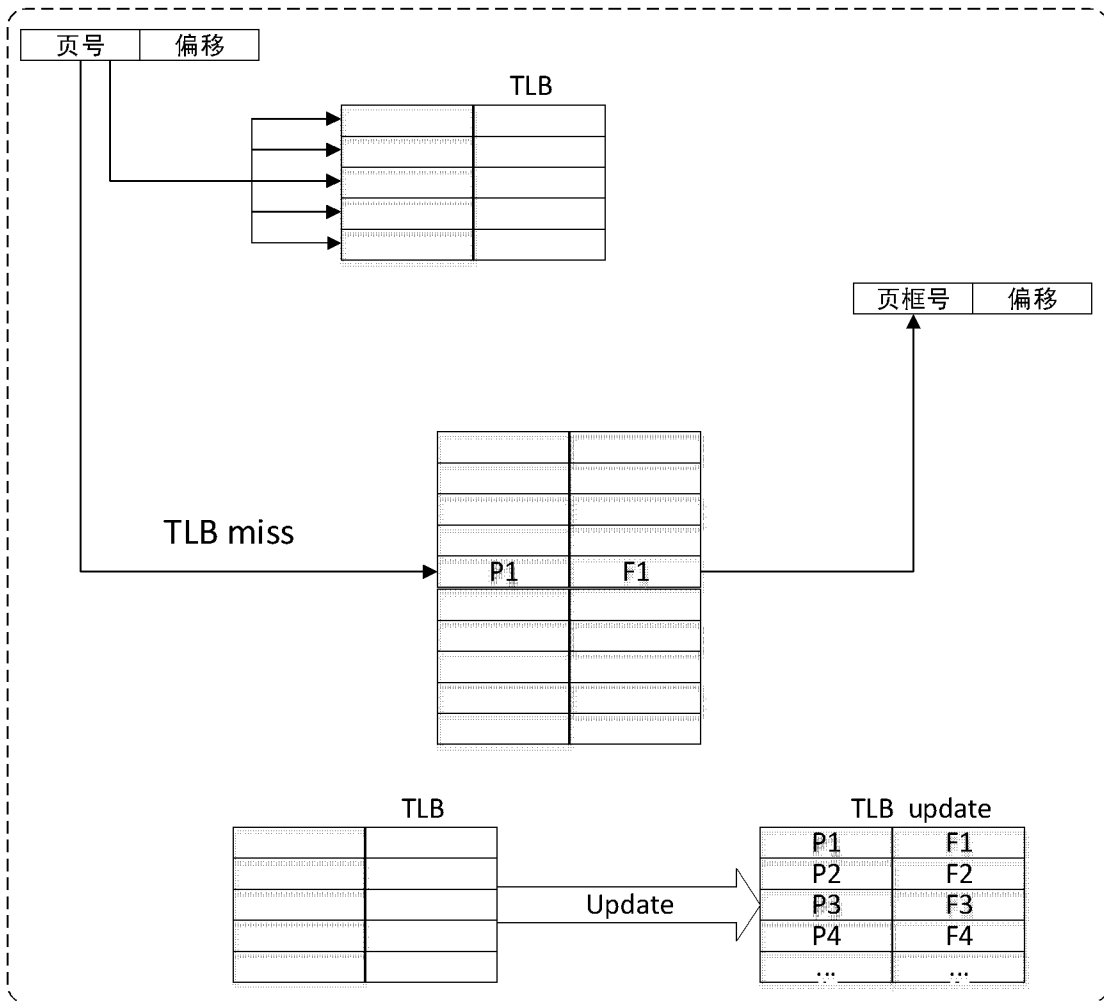 页号 偏移
TLB
页框号 偏移
TLB miss
P1 F1
TLB TLB update
P1 F1
P2 F2
Update P3 F3
P4 F4
... ...